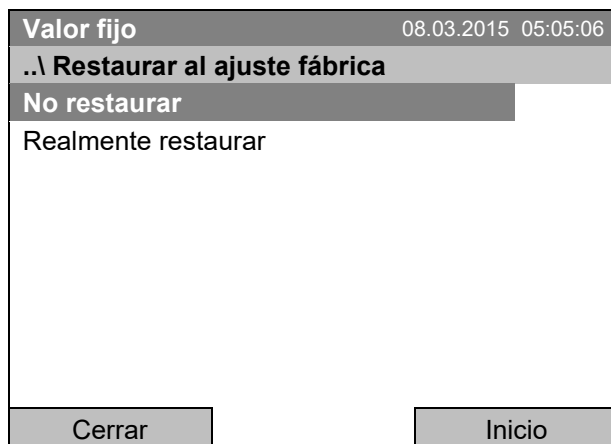 Valor fijo 08.03.2015 05:05:06
..\ Restaurar al ajuste fábrica
No restaurar
Realmente restaurar
Cerrar Inicio